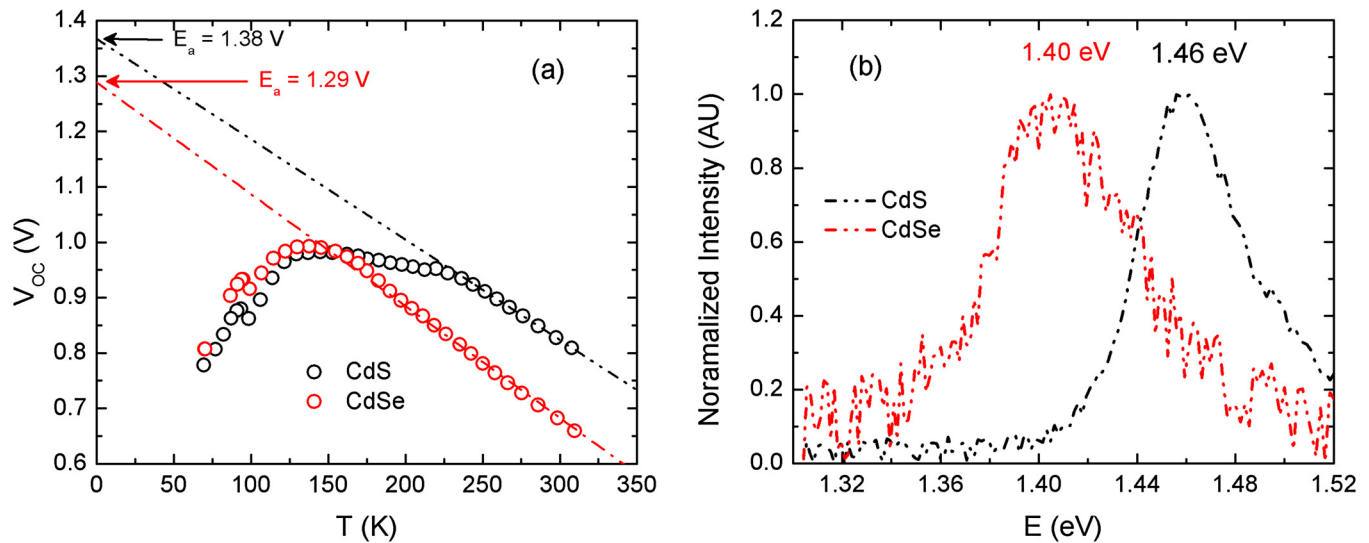 1.4
1.3
1.2
1.1
1.0
0.9
0.8
0.7
0.6
V_OC (V)
E_a = 1.38 V
E_a = 1.29 V
(a)
CdS
CdSe
0 50 100 150 200 250 300 350
T (K)
1.2
1.0
0.8
0.6
0.4
0.2
0.0
Noramalized Intensity (AU)
(b)
1.40 eV
1.46 eV
CdS
CdSe
1.32 1.36 1.40 1.44 1.48 1.52
E (eV)